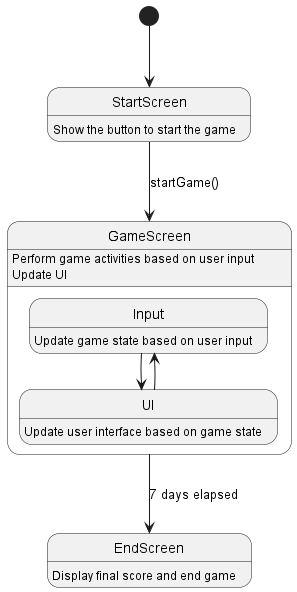 StartScreen
Show the button to start the game
startGame()
GameScreen
Perform game activities based on user input
Update UI
Input
Update game state based on user input
UI
Update user interface based on game state
7 days elapsed
EndScreen
Display final score and end game